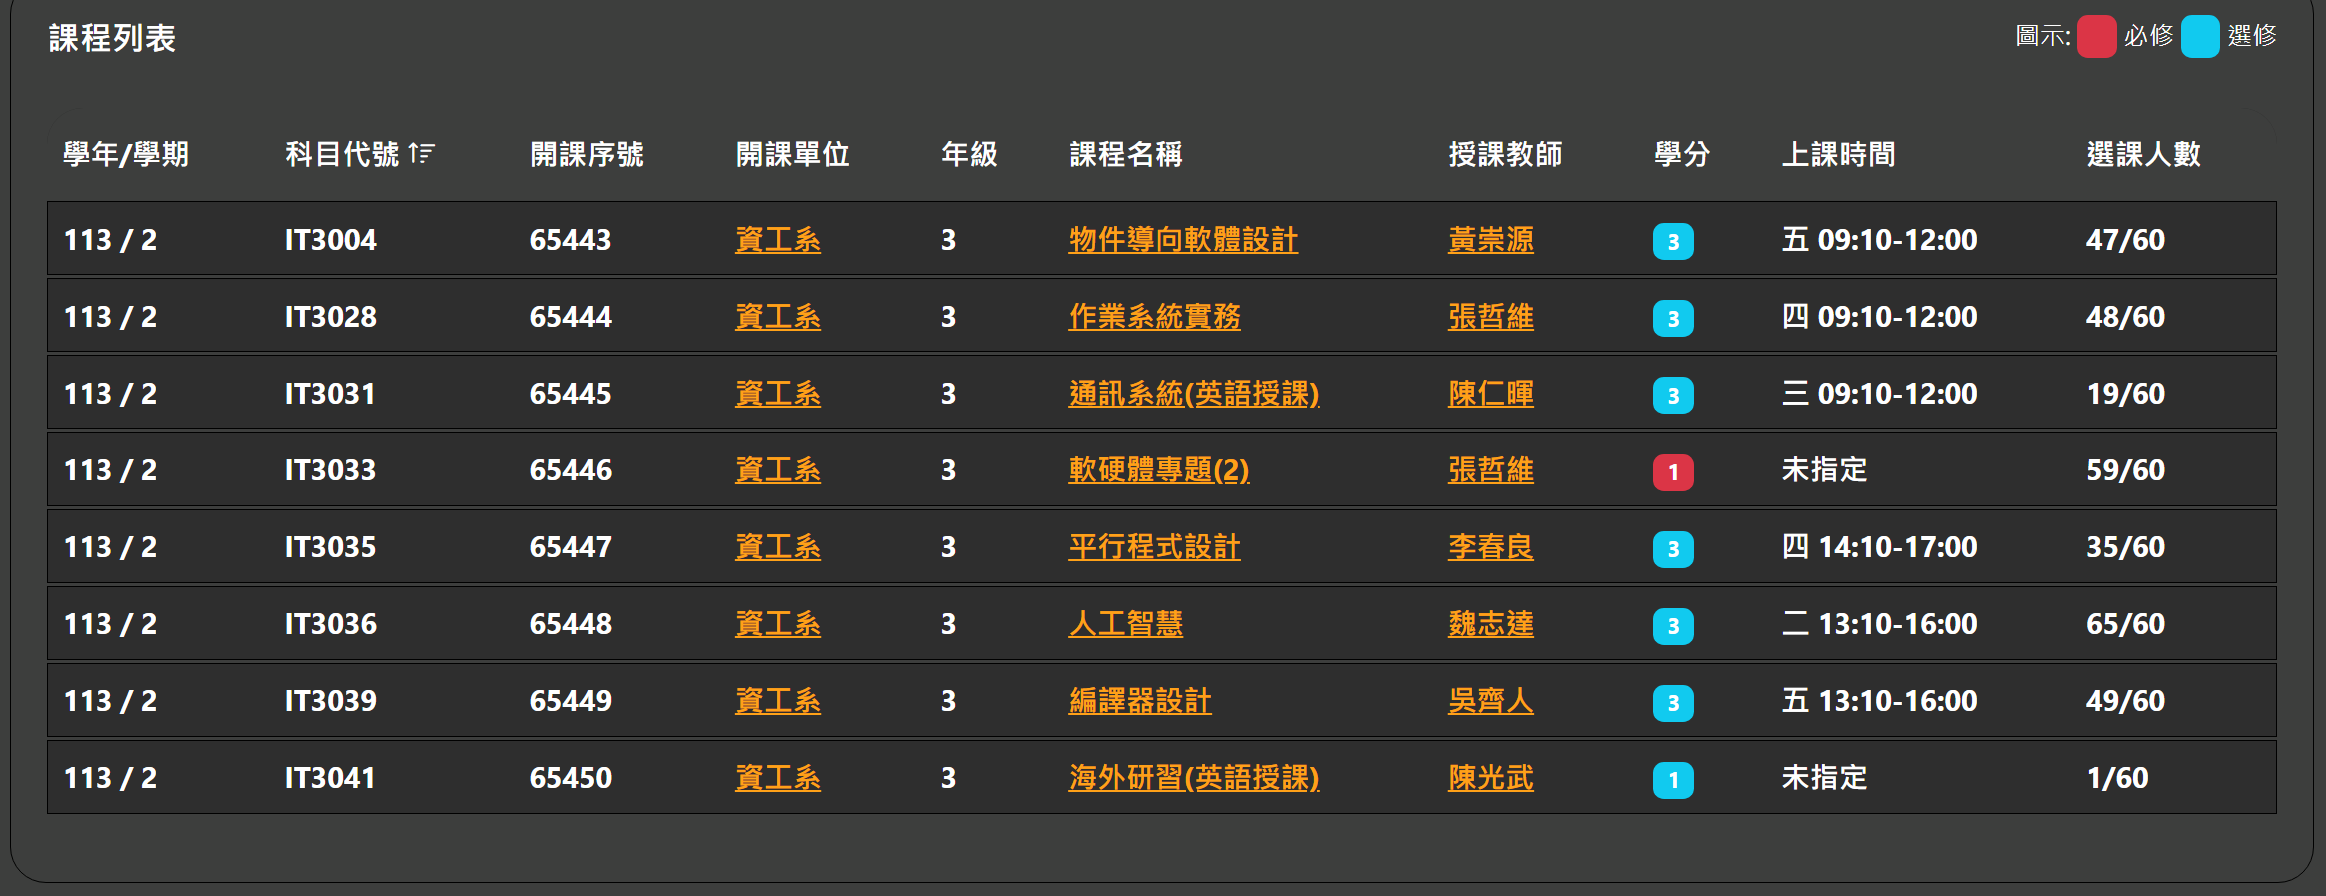 課程列表
圖示: 必修 選修
學年/學期 科目代號 開課序號 開課單位 年級 課程名稱 授課教師 學分 上課時間 選課人數
113 / 2 IT3004 65443 資工系 3 物件導向軟體設計 黃崇源 3 五 09:10-12:00 47/60
113 / 2 IT3028 65444 資工系 3 作業系統實務 張哲維 3 四 09:10-12:00 48/60
113 / 2 IT3031 65445 資工系 3 通訊系統(英語授課) 陳仁暉 3 三 09:10-12:00 19/60
113 / 2 IT3033 65446 資工系 3 軟硬體專題(2) 張哲維 1 未指定 59/60
113 / 2 IT3035 65447 資工系 3 平行程式設計 李春良 3 四 14:10-17:00 35/60
113 / 2 IT3036 65448 資工系 3 人工智慧 魏志達 3 二 13:10-16:00 65/60
113 / 2 IT3039 65449 資工系 3 編譯器設計 吳齊人 3 五 13:10-16:00 49/60
113 / 2 IT3041 65450 資工系 3 海外研習(英語授課) 陳光武 1 未指定 1/60